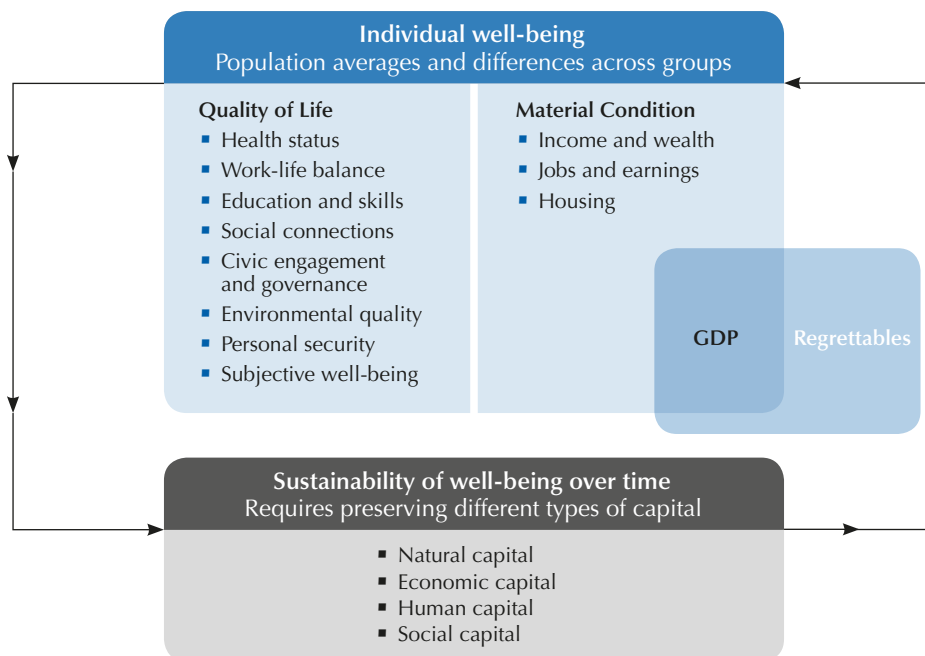 Individual well-being
Population averages and differences across groups
Quality of Life
Health status
Work-life balance
Education and skills
Social connections
Civic engagement
and governance
Environmental quality
Personal security
Subjective well-being
Material Condition
Income and wealth
Jobs and earnings
Housing
GDP
Regrettables
Sustainability of well-being over time
Requires preserving different types of capital
Natural capital
Economic capital
Human capital
Social capital